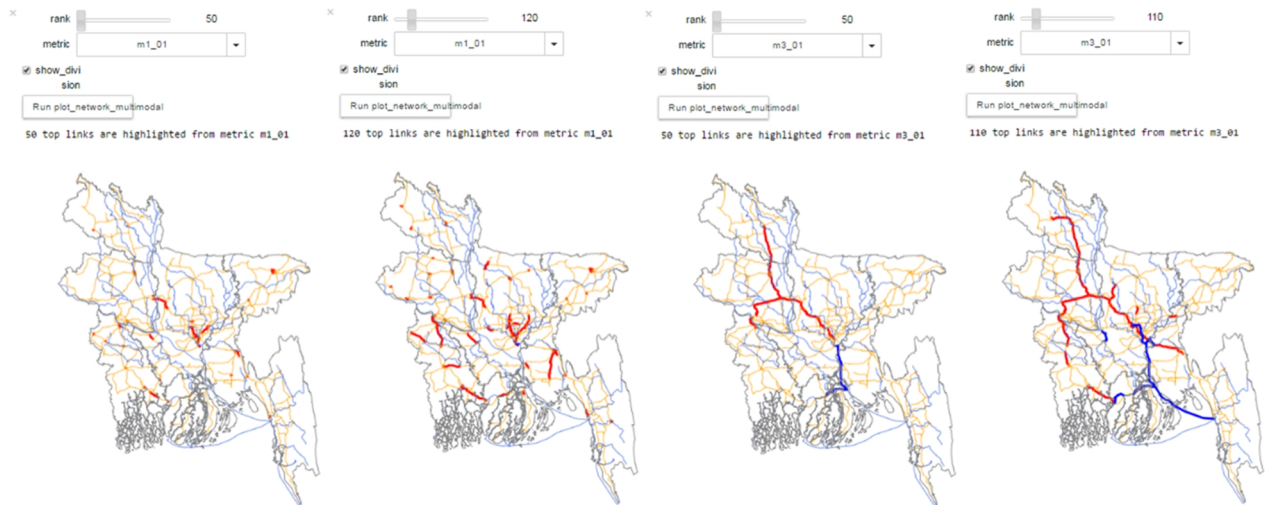 rank 50
metric m1_01
show_divi
sion
Run plot_network_multimodal
50 top links are highlighted from metric m1_01
rank 120
metric m1_01
show_divi
sion
Run plot_network_multimodal
120 top links are highlighted from metric m1_01
rank 50
metric m3_01
show_divi
sion
Run plot_network_multimodal
50 top links are highlighted from metric m3_01
rank 110
metric m3_01
show_divi
sion
Run plot_network_multimodal
110 top links are highlighted from metric m3_01